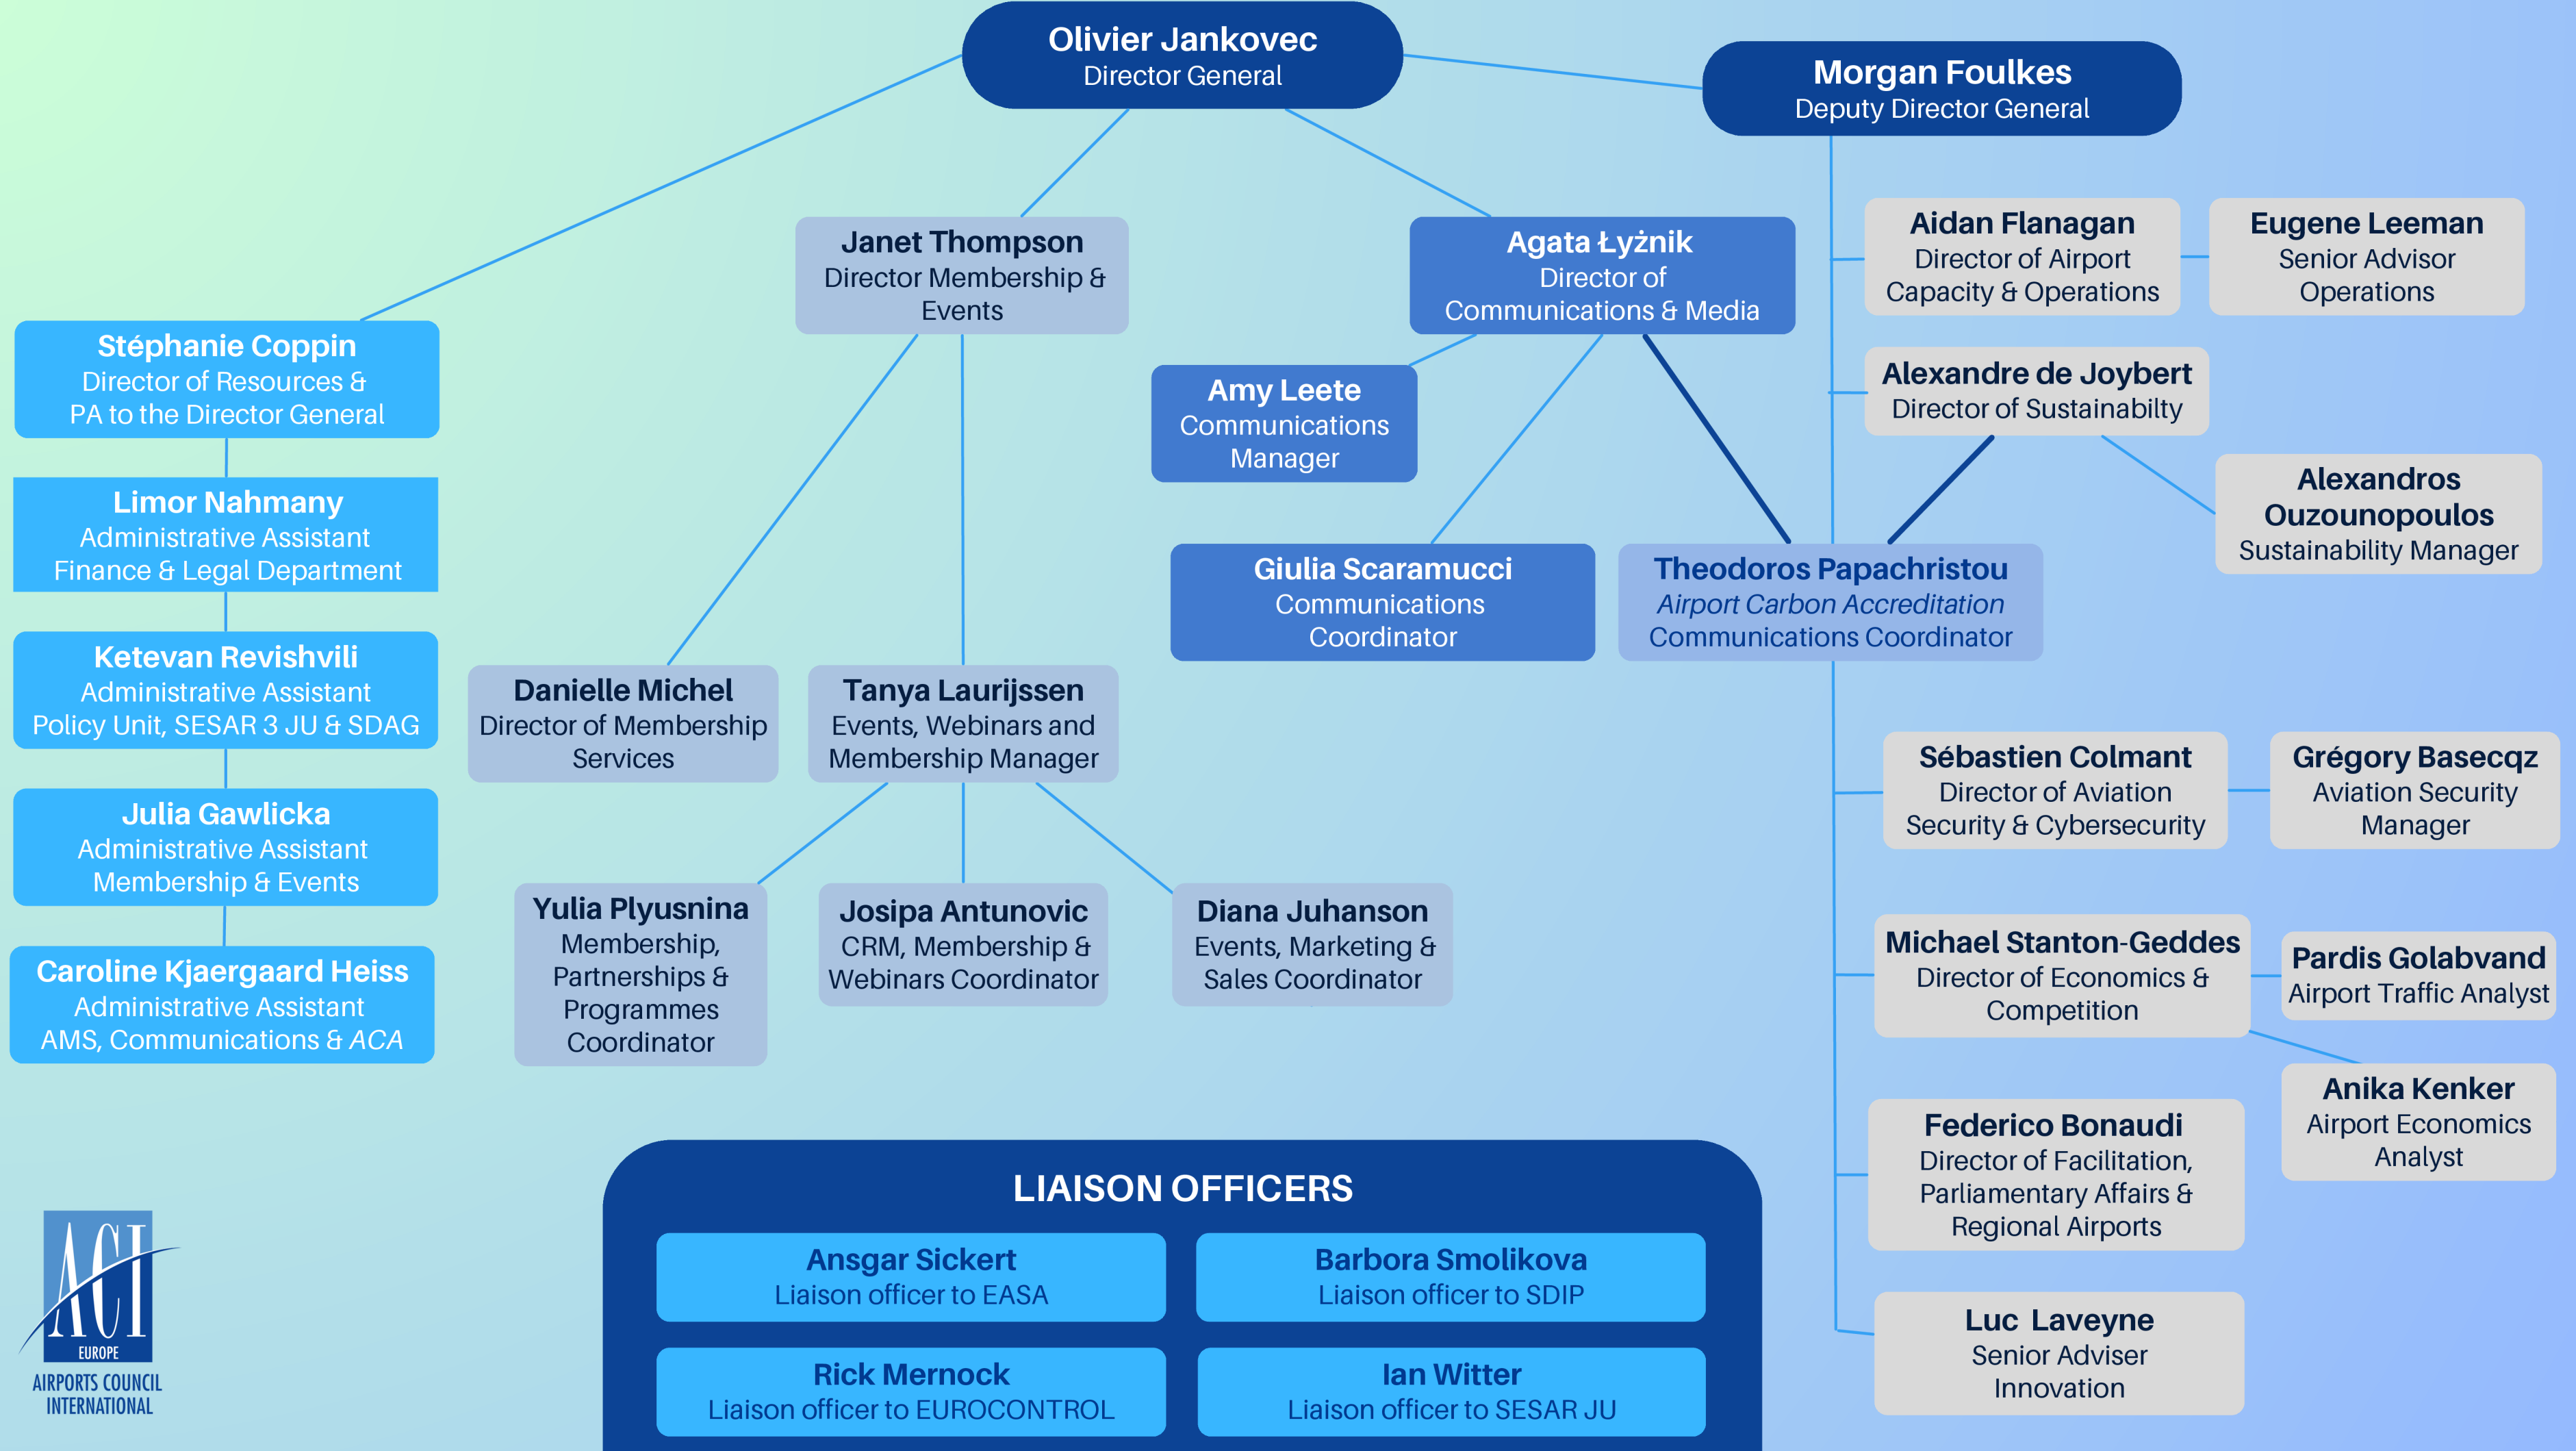 Olivier Jankovec
Director General
Morgan Foulkes
Deputy Director General
Stéphanie Coppin
Director of Resources &
PA to the Director General
Limor Nahmany
Administrative Assistant
Finance & Legal Department
Ketevan Revishvili
Administrative Assistant
Policy Unit, SESAR 3 JU & SDAG
Julia Gawlicka
Administrative Assistant
Membership & Events
Caroline Kjaergaard Heiss
Administrative Assistant
AMS, Communications & ACA
Janet Thompson
Director Membership &
Events
Danielle Michel
Director of Membership
Services
Tanya Laurijssen
Events, Webinars and
Membership Manager
Yulia Plyusnina
Membership,
Partnerships &
Programmes
Coordinator
Josipa Antunovic
CRM, Membership &
Webinars Coordinator
Diana Juhanson
Events, Marketing &
Sales Coordinator
Agata Łyżnik
Director of
Communications & Media
Amy Leete
Communications
Manager
Giulia Scaramucci
Communications
Coordinator
Theodoros Papachristou
Airport Carbon Accreditation
Communications Coordinator
Aidan Flanagan
Director of Airport
Capacity & Operations
Eugene Leeman
Senior Advisor
Operations
Alexandre de Joybert
Director of Sustainabilty
Alexandros
Ouzounopoulos
Sustainability Manager
Sébastien Colmant
Director of Aviation
Security & Cybersecurity
Grégory Basecqz
Aviation Security
Manager
Michael Stanton-Geddes
Director of Economics &
Competition
Pardis Golabvand
Airport Traffic Analyst
Anika Kenker
Airport Economics
Analyst
Federico Bonaudi
Director of Facilitation,
Parliamentary Affairs &
Regional Airports
Luc Laveyne
Senior Adviser
Innovation
LIAISON OFFICERS
Ansgar Sickert
Liaison officer to EASA
Barbora Smolikova
Liaison officer to SDIP
Rick Mernock
Liaison officer to EUROCONTROL
Ian Witter
Liaison officer to SESAR JU
ACI
EUROPE
AIRPORTS COUNCIL
INTERNATIONAL